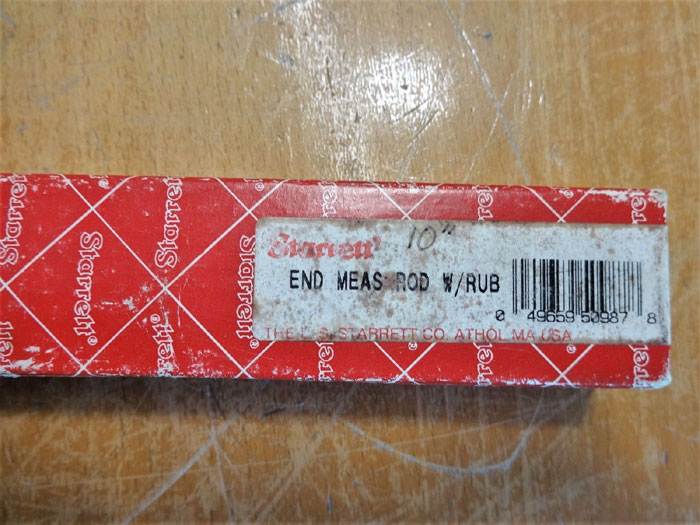 Starrett 10"
END MEAS ROD W/RUB
0 49659 50987 8
THE L.S. STARRETT CO. ATHOL MA. USA
Starrett®
Starrett®
Starrett®
Starrett®
Starrett®